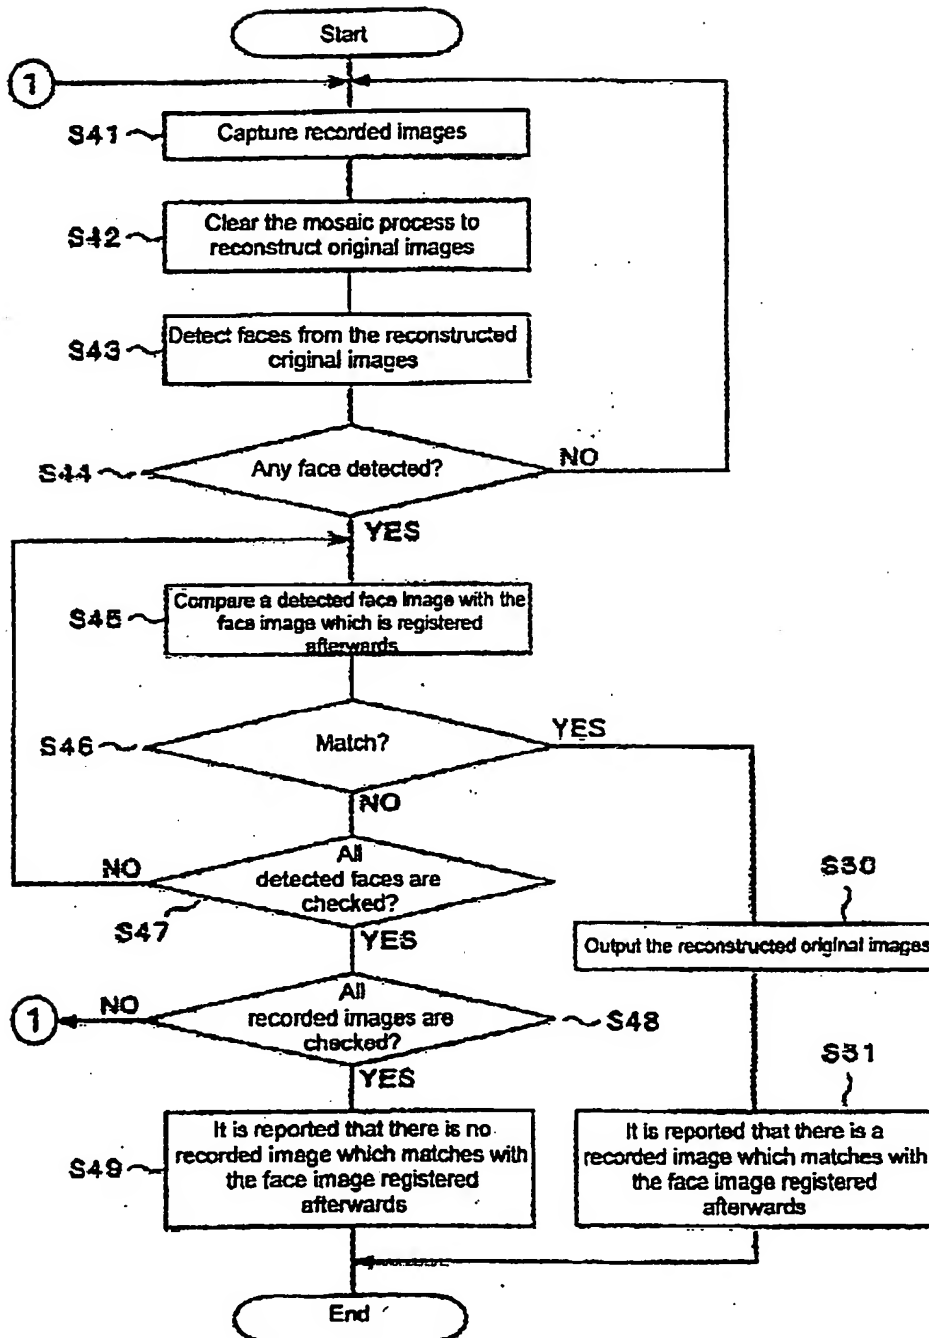 Start
1
S41
Capture recorded images
S42
Clear the mosaic process to
reconstruct original images
S43
Detect faces from the reconstructed
original images
S44
Any face detected?
NO
YES
S45
Compare a detected face image with the
face image which is registered
afterwards
S46
Match?
YES
NO
All
detected faces are
checked?
NO
S47
YES
S50
Output the reconstructed original images
1
NO
All
recorded images are
checked?
S48
YES
S51
S49
It is reported that there is no
recorded image which matches with
the face image registered
afterwards
It is reported that there is a
recorded image which matches with
the face image registered
afterwards
End